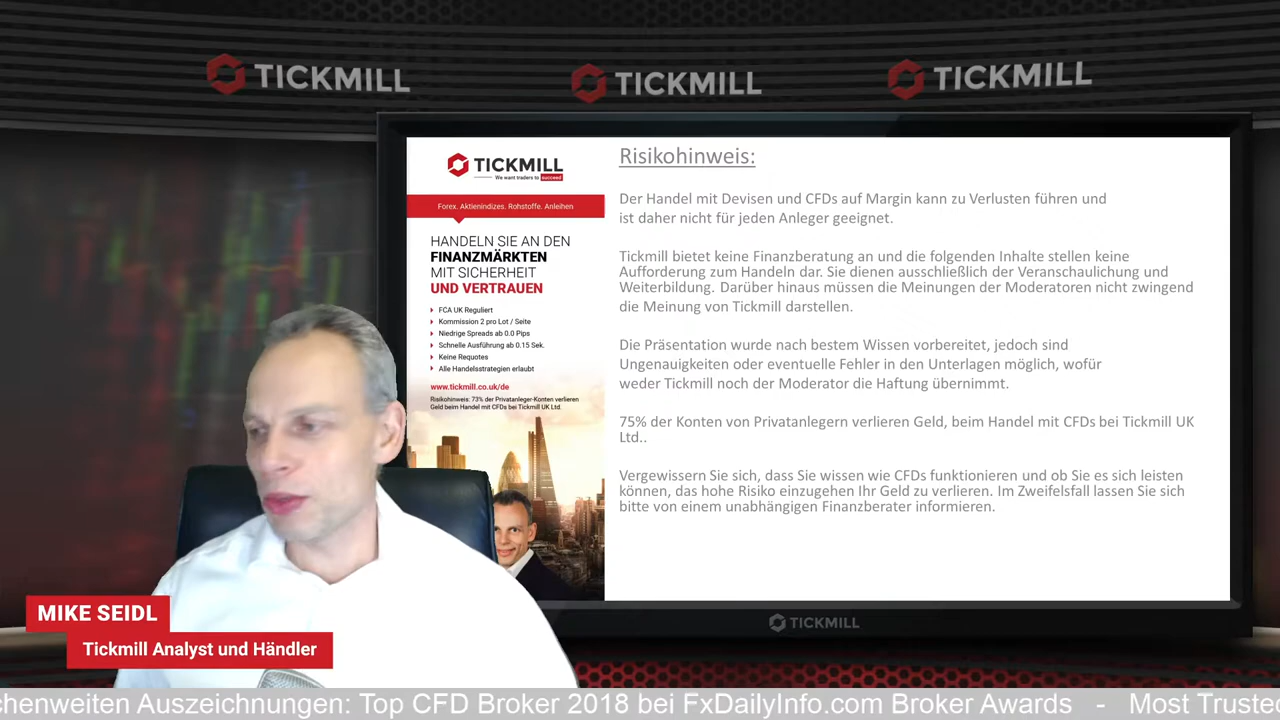 TICKMILL
TICKMILL
TICKMILL
TICKMILL
We want traders to succeed
Forex. Aktienindizes. Rohstoffe. Anleihen
HANDELN SIE AN DEN
FINANZMÄRKTEN
MIT SICHERHEIT
UND VERTRAUEN
FCA UK Reguliert
Kommission 2 pro Lot / Seite
Niedrige Spreads ab 0.0 Pips
Schnelle Ausführung ab 0.15 Sek.
Keine Requotes
Alle Handelsstrategien erlaubt
www.tickmill.co.uk/de
Risikohinweis: 73% der Privatanleger-Konten verlieren
Geld beim Handel mit CFDs bei Tickmill UK Ltd.
Risikohinweis:
Der Handel mit Devisen und CFDs auf Margin kann zu Verlusten führen und
ist daher nicht für jeden Anleger geeignet.
Tickmill bietet keine Finanzberatung an und die folgenden Inhalte stellen keine
Aufforderung zum Handeln dar. Sie dienen ausschließlich der Veranschaulichung und
Weiterbildung. Darüber hinaus müssen die Meinungen der Moderatoren nicht zwingend
die Meinung von Tickmill darstellen.
Die Präsentation wurde nach bestem Wissen vorbereitet, jedoch sind
Ungenauigkeiten oder eventuelle Fehler in den Unterlagen möglich, wofür
weder Tickmill noch der Moderator die Haftung übernimmt.
75% der Konten von Privatanlegern verlieren Geld, beim Handel mit CFDs bei Tickmill UK
Ltd..
Vergewissern Sie sich, dass Sie wissen wie CFDs funktionieren und ob Sie es sich leisten
können, das hohe Risiko einzugehen Ihr Geld zu verlieren. Im Zweifelsfall lassen Sie sich
bitte von einem unabhängigen Finanzberater informieren.
TICKMILL
MIKE SEIDL
Tickmill Analyst und Händler
chenweiten Auszeichnungen: Top CFD Broker 2018 bei FxDailyInfo.com Broker Awards - Most Trusted